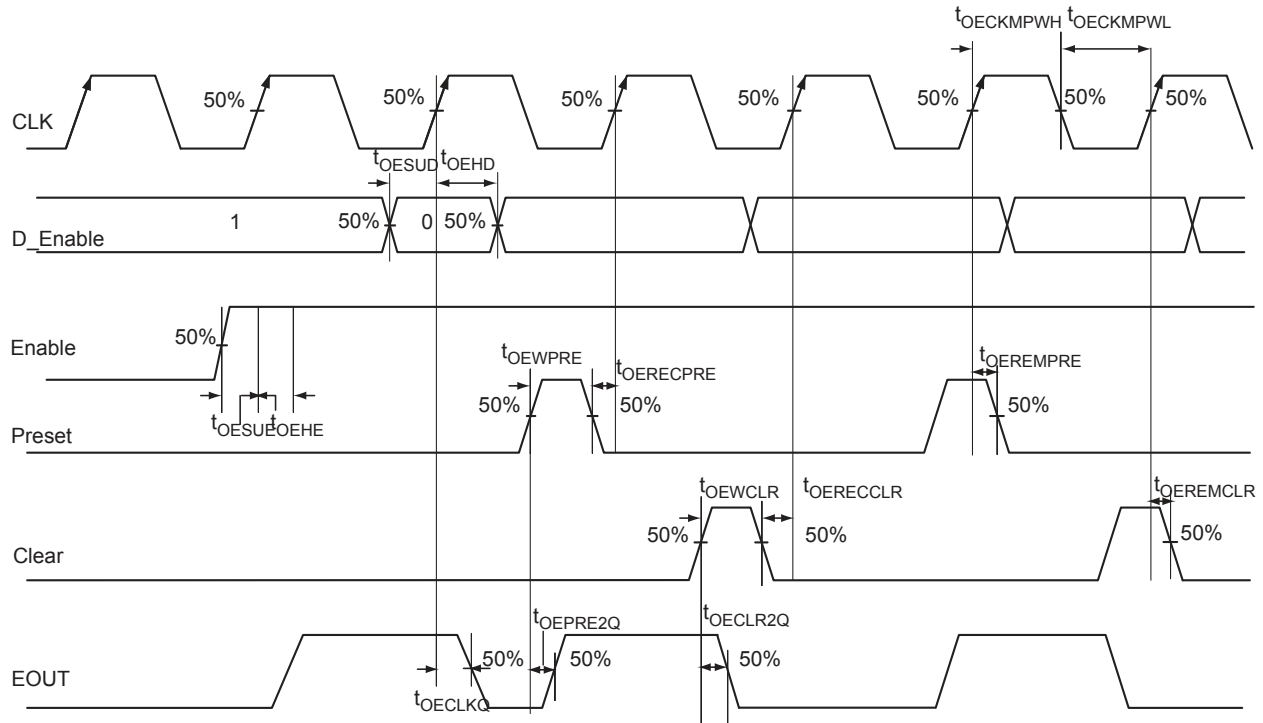 tOECKMPWH tOECKMPWL
CLK 50% 50% 50% 50% 50% 50% 50%
tOESUD tOEHD
D_Enable 1 50% 0 50%
Enable 50%
tOESUE tOEHE
tOEWPRE tOERECPRE tOEREMPRE
Preset 50% 50% 50%
tOEWCLR tOERECCLR tOEREMCLR
Clear 50% 50% 50%
tOEPRE2Q tOECLR2Q
EOUT 50% 50% 50%
tOECLKQ